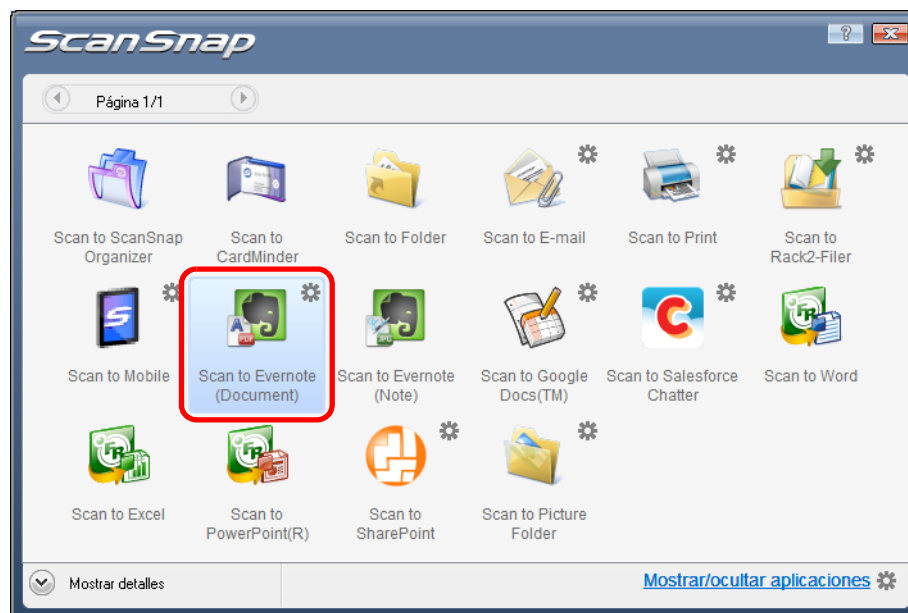 ScanSnap
Página 1/1
Scan to ScanSnap
Organizer
Scan to
CardMinder
Scan to Folder
Scan to E-mail
Scan to Print
Scan to
Rack2-Filer
Scan to Mobile
Scan to Evernote
(Document)
Scan to Evernote
(Note)
Scan to Google
Docs(TM)
Scan to Salesforce
Chatter
Scan to Word
Scan to Excel
Scan to
PowerPoint(R)
Scan to
SharePoint
Scan to Picture
Folder
Mostrar detalles
Mostrar/ocultar aplicaciones